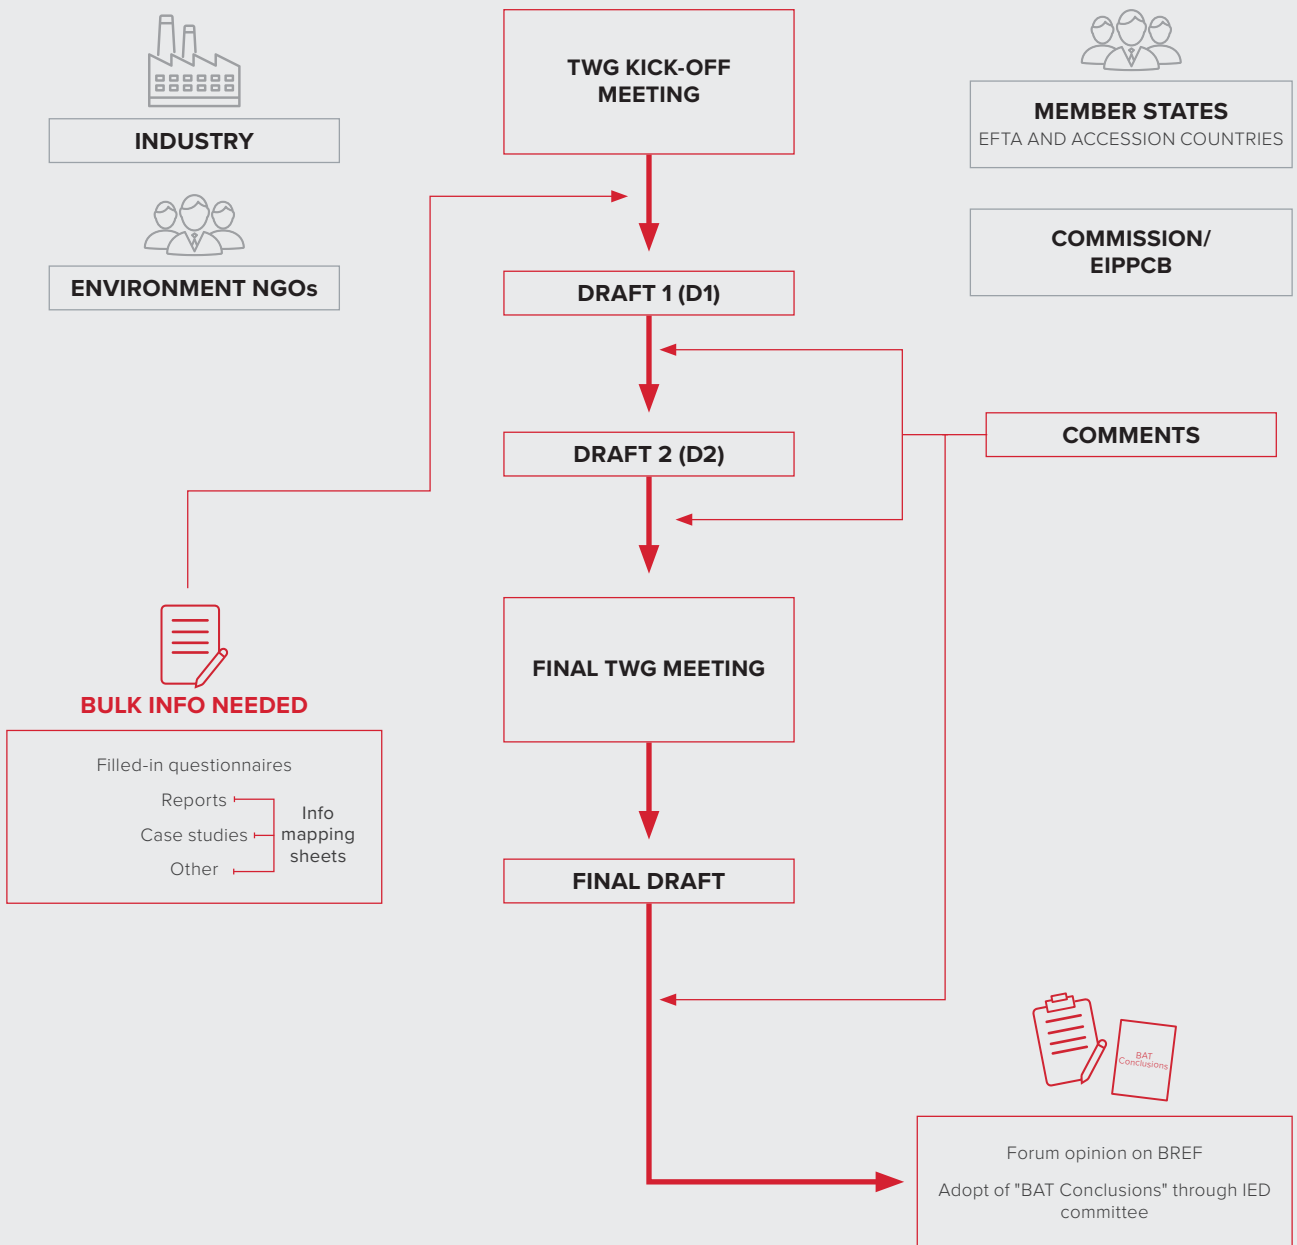 TWG KICK-OFF
MEETING
INDUSTRY
MEMBER STATES
EFTA AND ACCESSION COUNTRIES
ENVIRONMENT NGOs
COMMISSION/
EIPPCB
DRAFT 1 (D1)
COMMENTS
DRAFT 2 (D2)
FINAL TWG MEETING
BULK INFO NEEDED
Filled-in questionnaires
Reports
Case studies
Other
Info
mapping
sheets
FINAL DRAFT
BAT
Conclusions
Forum opinion on BREF
Adopt of "BAT Conclusions" through IED
committee